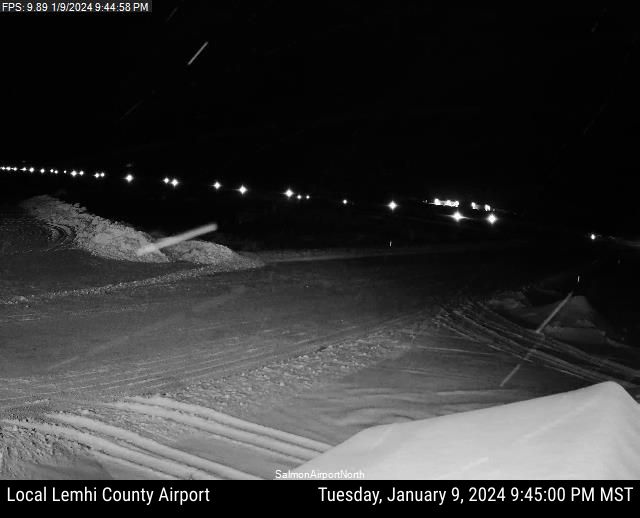 FPS: 9.89 1/9/2024 9:44:58 PM
SalmonAirportNorth
Local Lemhi County Airport
Tuesday, January 9, 2024 9:45:00 PM MST